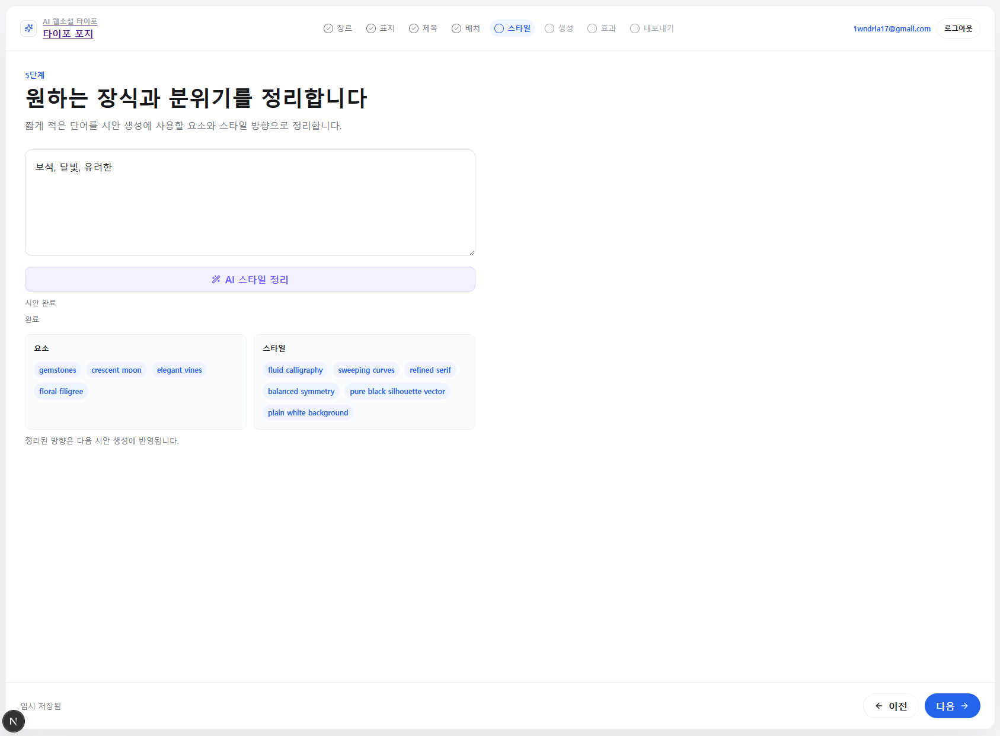 AI 웹소설 타이포
타이포 포지
장르
표지
제목
배치
스타일
생성
효과
내보내기
1wndrla17@gmail.com
로그아웃
5단계
원하는 장식과 분위기를 정리합니다
짧게 적은 단어를 시안 생성에 사용할 요소와 스타일 방향으로 정리합니다.
보석, 달빛, 유려한
AI 스타일 정리
시안 완료
완료
요소
gemstones crescent moon elegant vines
floral filigree
스타일
fluid calligraphy sweeping curves refined serif
balanced symmetry pure black silhouette vector
plain white background
정리된 방향은 다음 시안 생성에 반영됩니다.
임시 저장됨
N
이전
다음